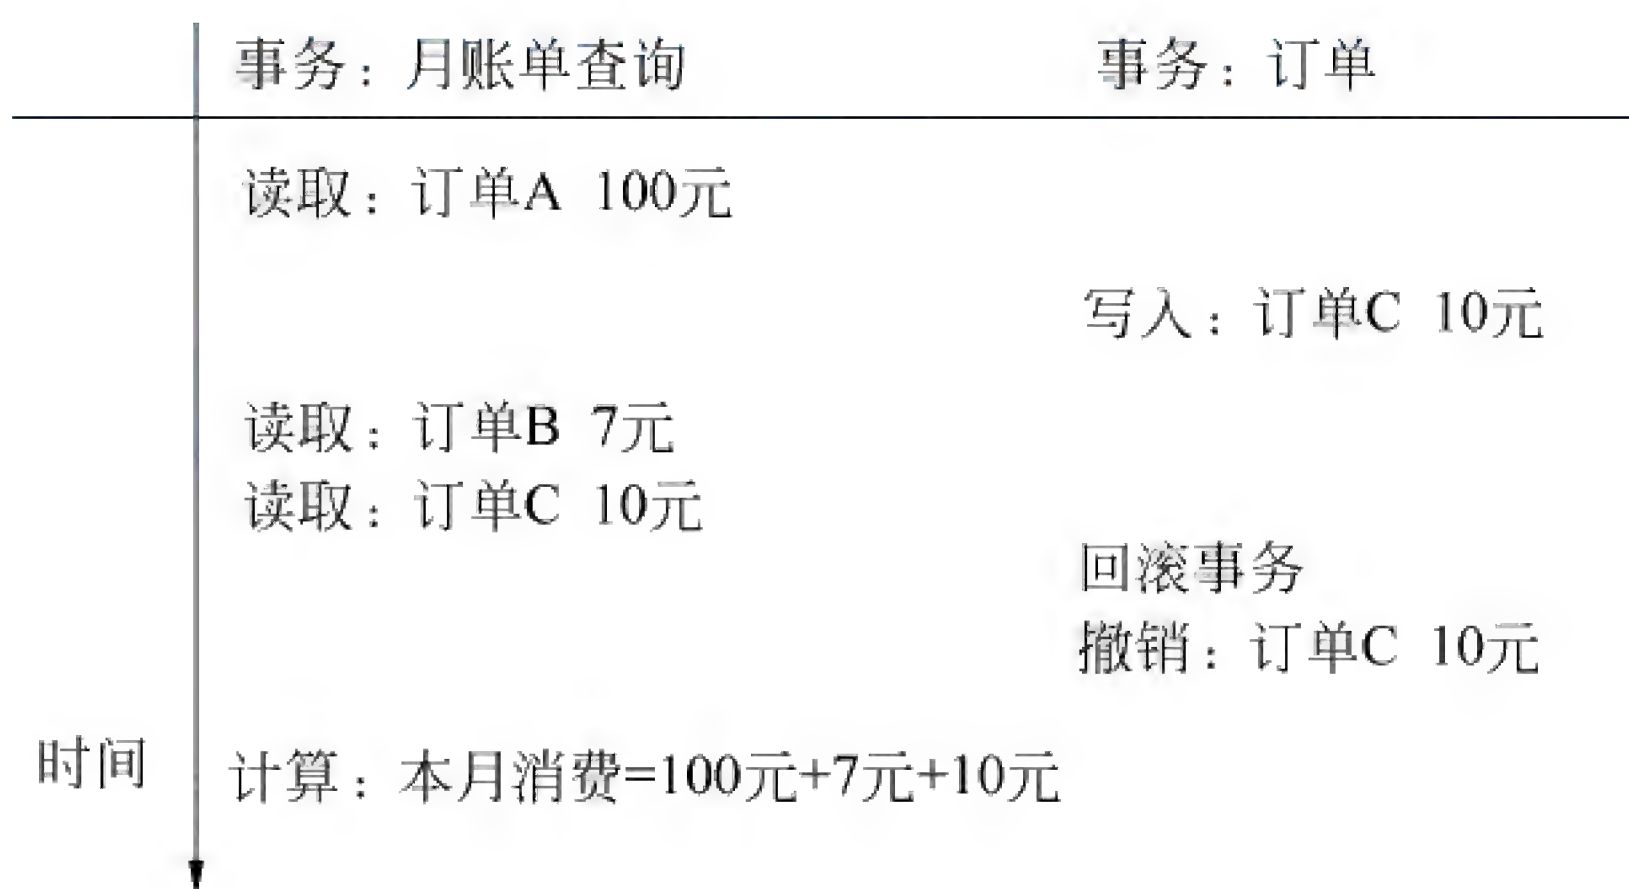 事务：月账单查询 事务：订单
读取：订单A 100元
写入：订单C 10元
读取：订单B 7元
读取：订单C 10元
回滚事务
撤销：订单C 10元
时间
计算：本月消费=100元+7元+10元